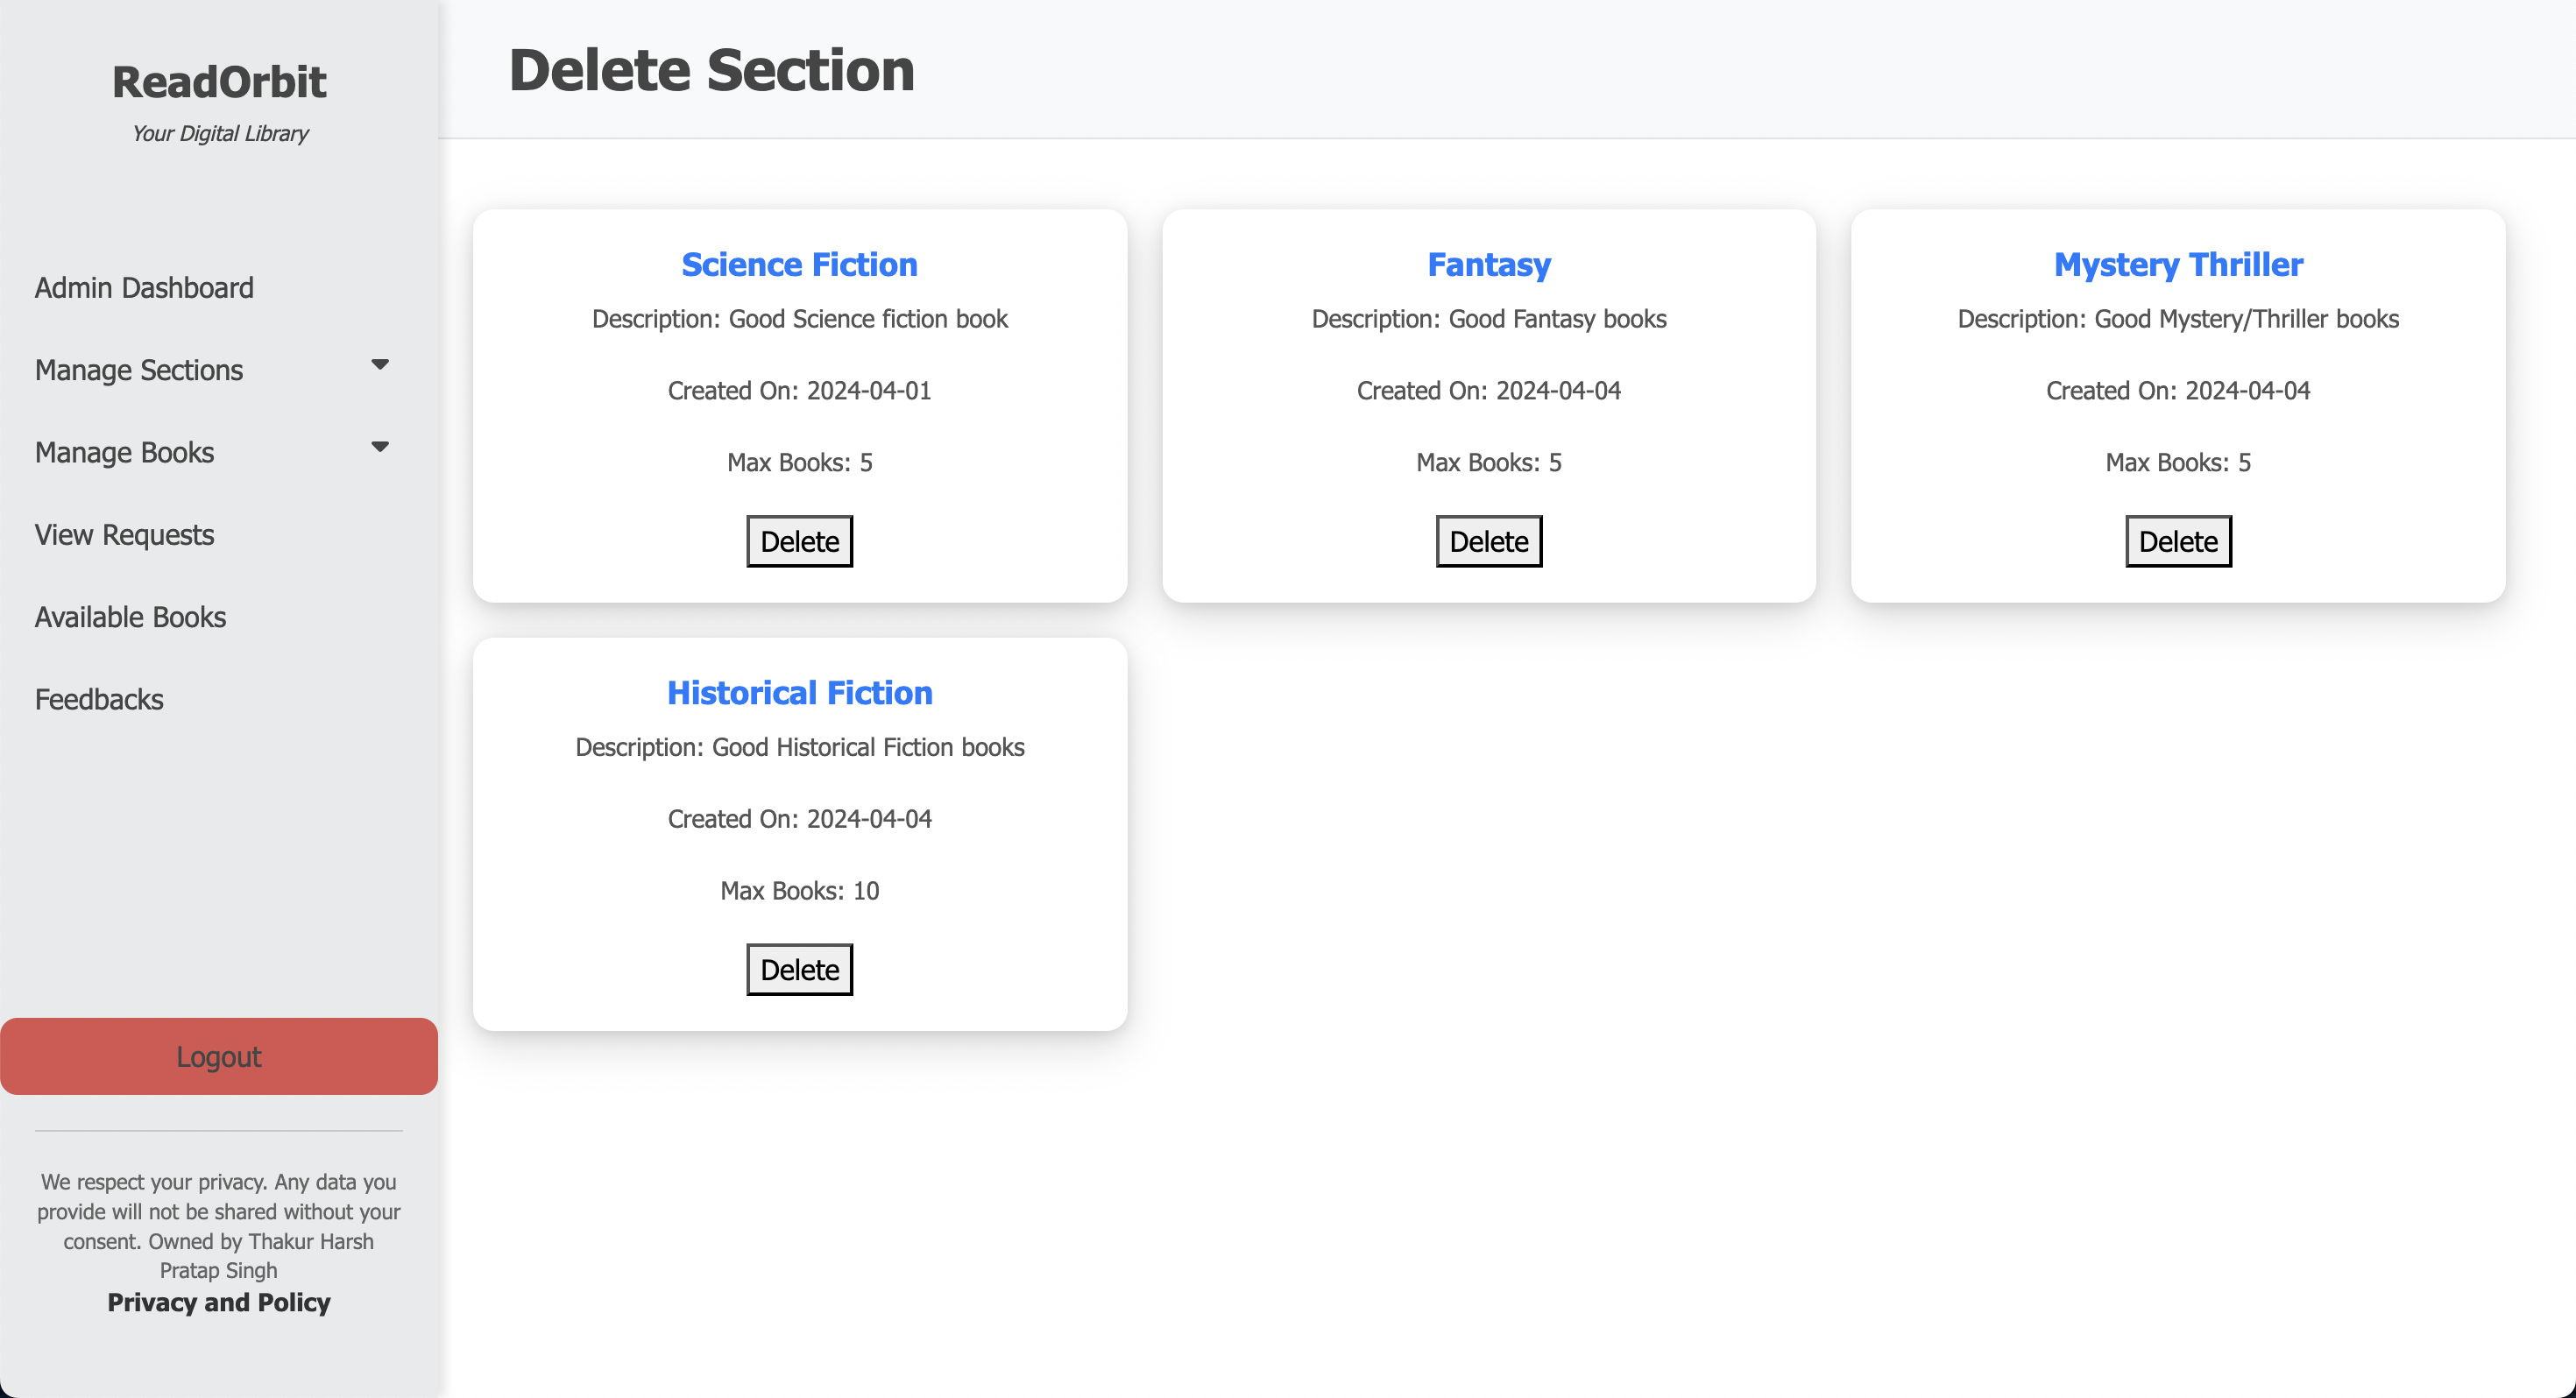 ReadOrbit
Your Digital Library
Admin Dashboard
Manage Sections
Manage Books
View Requests
Available Books
Feedbacks
Logout
We respect your privacy. Any data you
provide will not be shared without your
consent. Owned by Thakur Harsh
Pratap Singh
Privacy and Policy
Delete Section
Science Fiction
Description: Good Science fiction book
Created On: 2024-04-01
Max Books: 5
Delete
Fantasy
Description: Good Fantasy books
Created On: 2024-04-04
Max Books: 5
Delete
Mystery Thriller
Description: Good Mystery/Thriller books
Created On: 2024-04-04
Max Books: 5
Delete
Historical Fiction
Description: Good Historical Fiction books
Created On: 2024-04-04
Max Books: 10
Delete